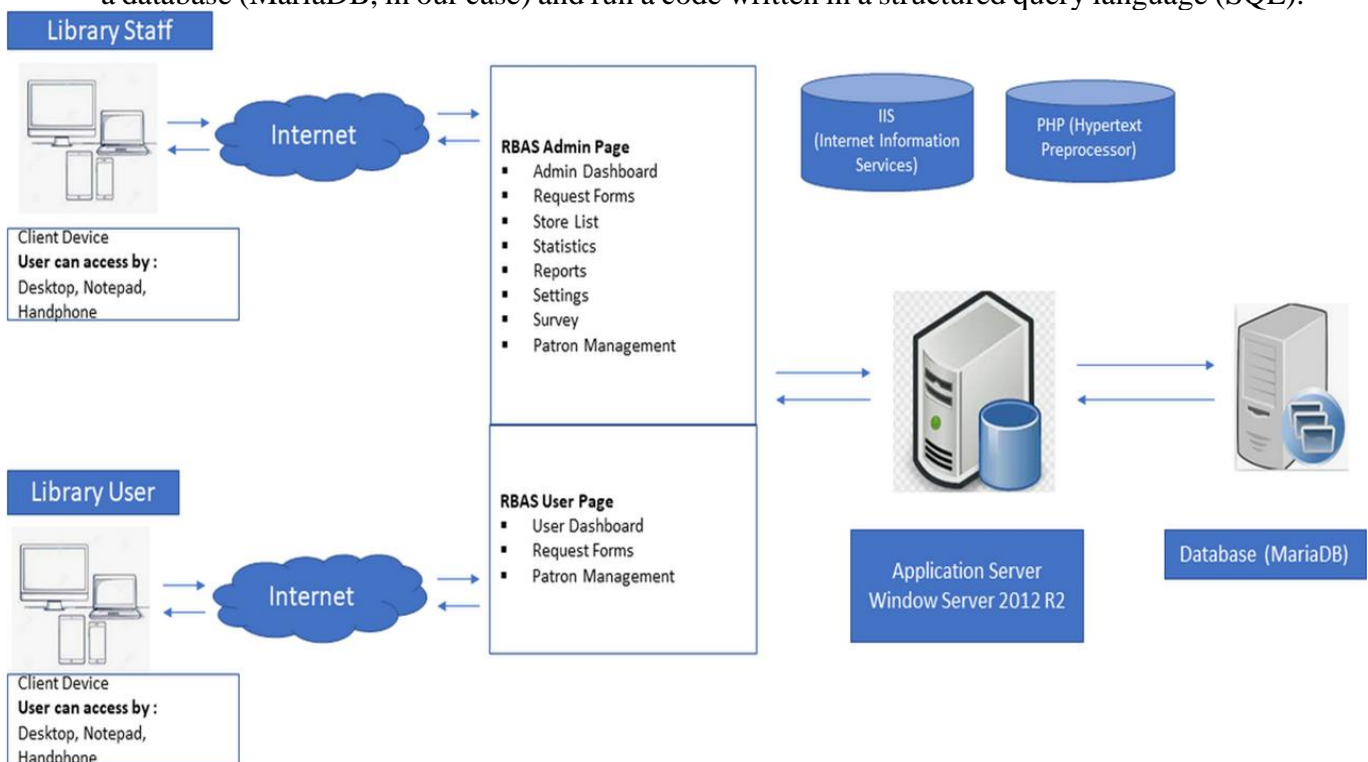 a database (MariaDB, in our case) and run a code written in a structured query language (SQL).
Library Staff
Internet
Client Device
User can access by :
Desktop, Notepad,
Handphone
RBAS Admin Page
▪ Admin Dashboard
▪ Request Forms
▪ Store List
▪ Statistics
▪ Reports
▪ Settings
▪ Survey
▪ Patron Management
IIS
(Internet Information
Services)
PHP (Hypertext
Preprocessor)
Library User
Internet
Client Device
User can access by :
Desktop, Notepad,
Handphone
RBAS User Page
▪ User Dashboard
▪ Request Forms
▪ Patron Management
Application Server
Window Server 2012 R2
Database (MariaDB)